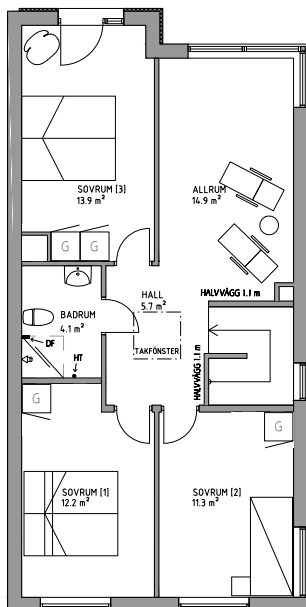 SOVRUM [3]
13.9 m²
ALLRUM
14.9 m²
G G
HALL
5.7 m²
HALVVÄGG 1.1 m
BADRUM
4.1 m²
DF
HT
TAKFÖNSTER
HALVVÄGG 1.1 m
G
G
SOVRUM [1]
12.2 m²
SOVRUM [2]
11.3 m²